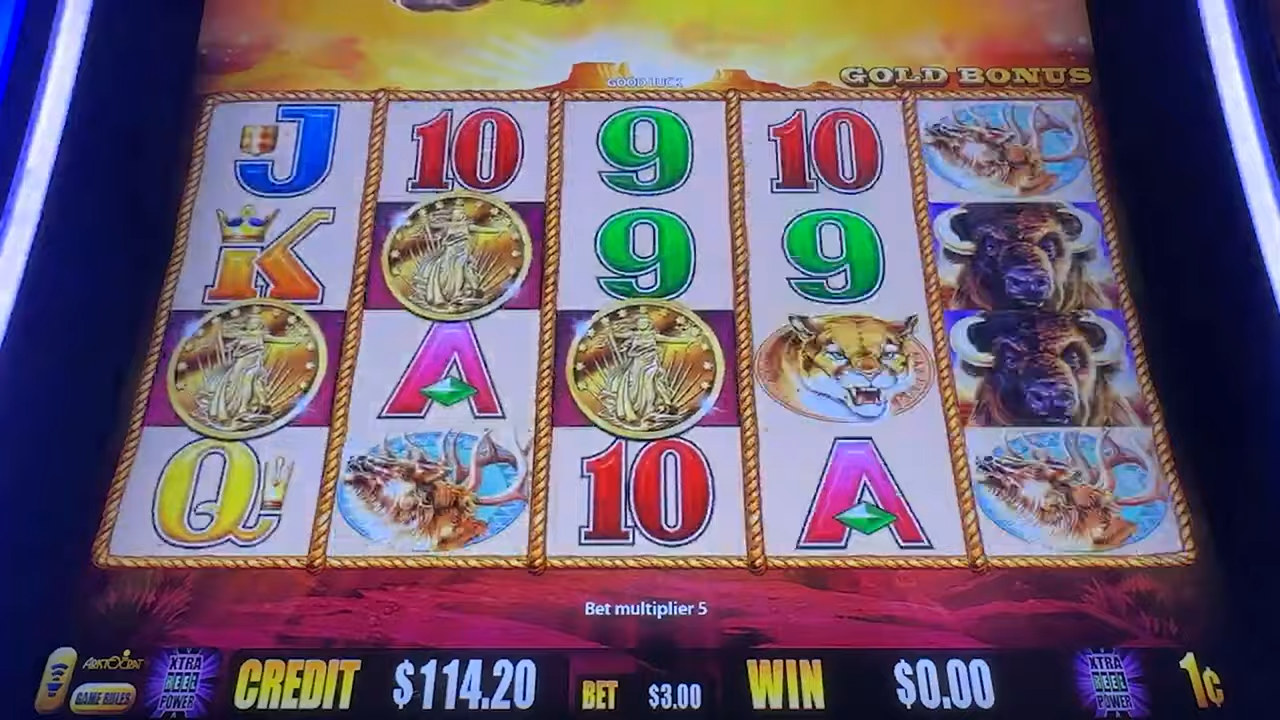 GOOD LUCK
GOLD BONUS
J 10 9 10
K 9 9
A
Q 10 A
Bet multiplier 5
ARISTOCRAT
GAME RULES
XTRA
REEL
POWER
CREDIT $114.20
BET $3.00
WIN $0.00
XTRA
REEL
POWER
1¢